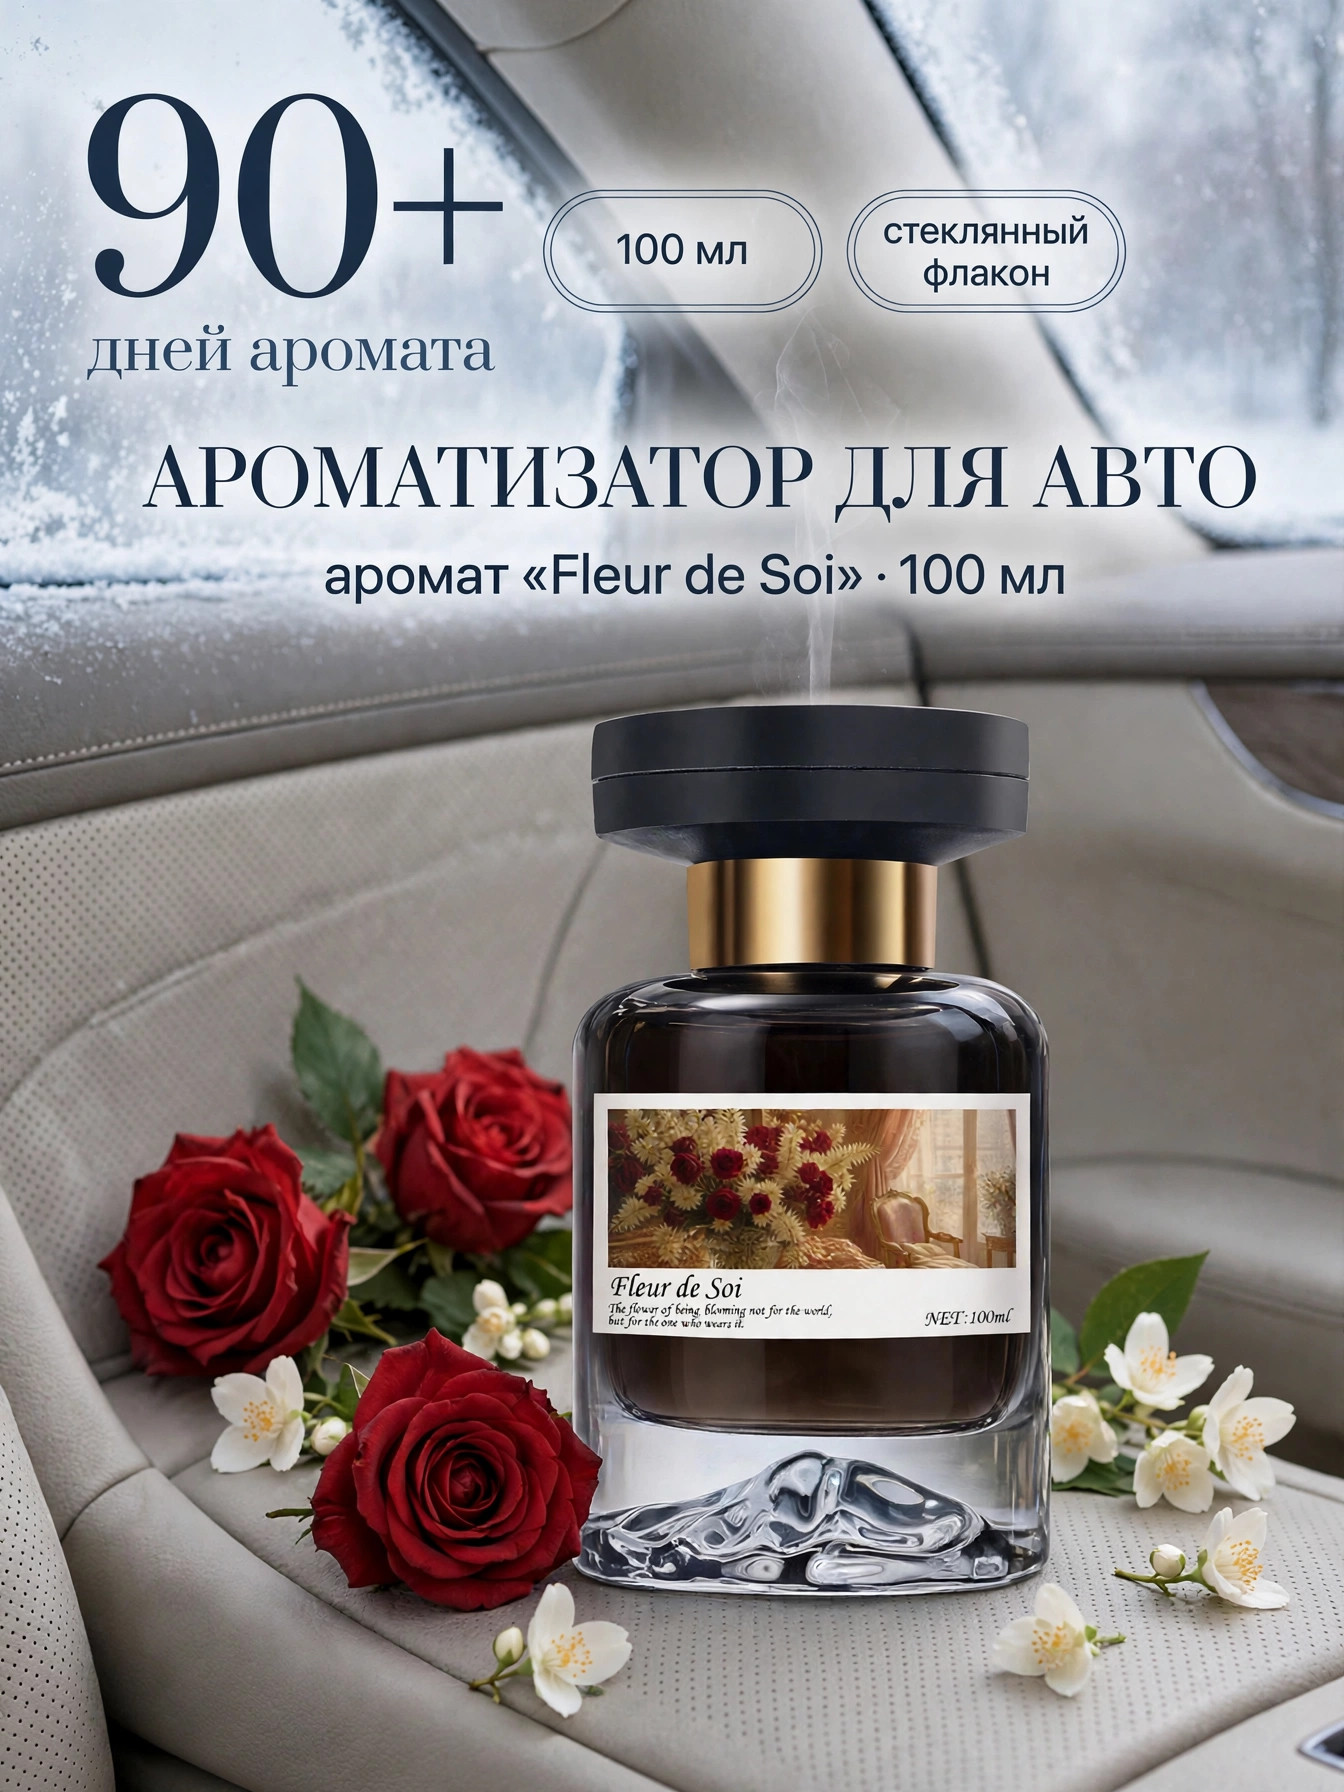 90+
дней аромата
100 мл
стеклянный
флакон
АРОМАТИЗАТОР ДЛЯ АВТО
аромат «Fleur de Soi» · 100 мл
Fleur de Soi
The flower of being, blooming not for the world,
but for the one who wears it.
NET:100ml